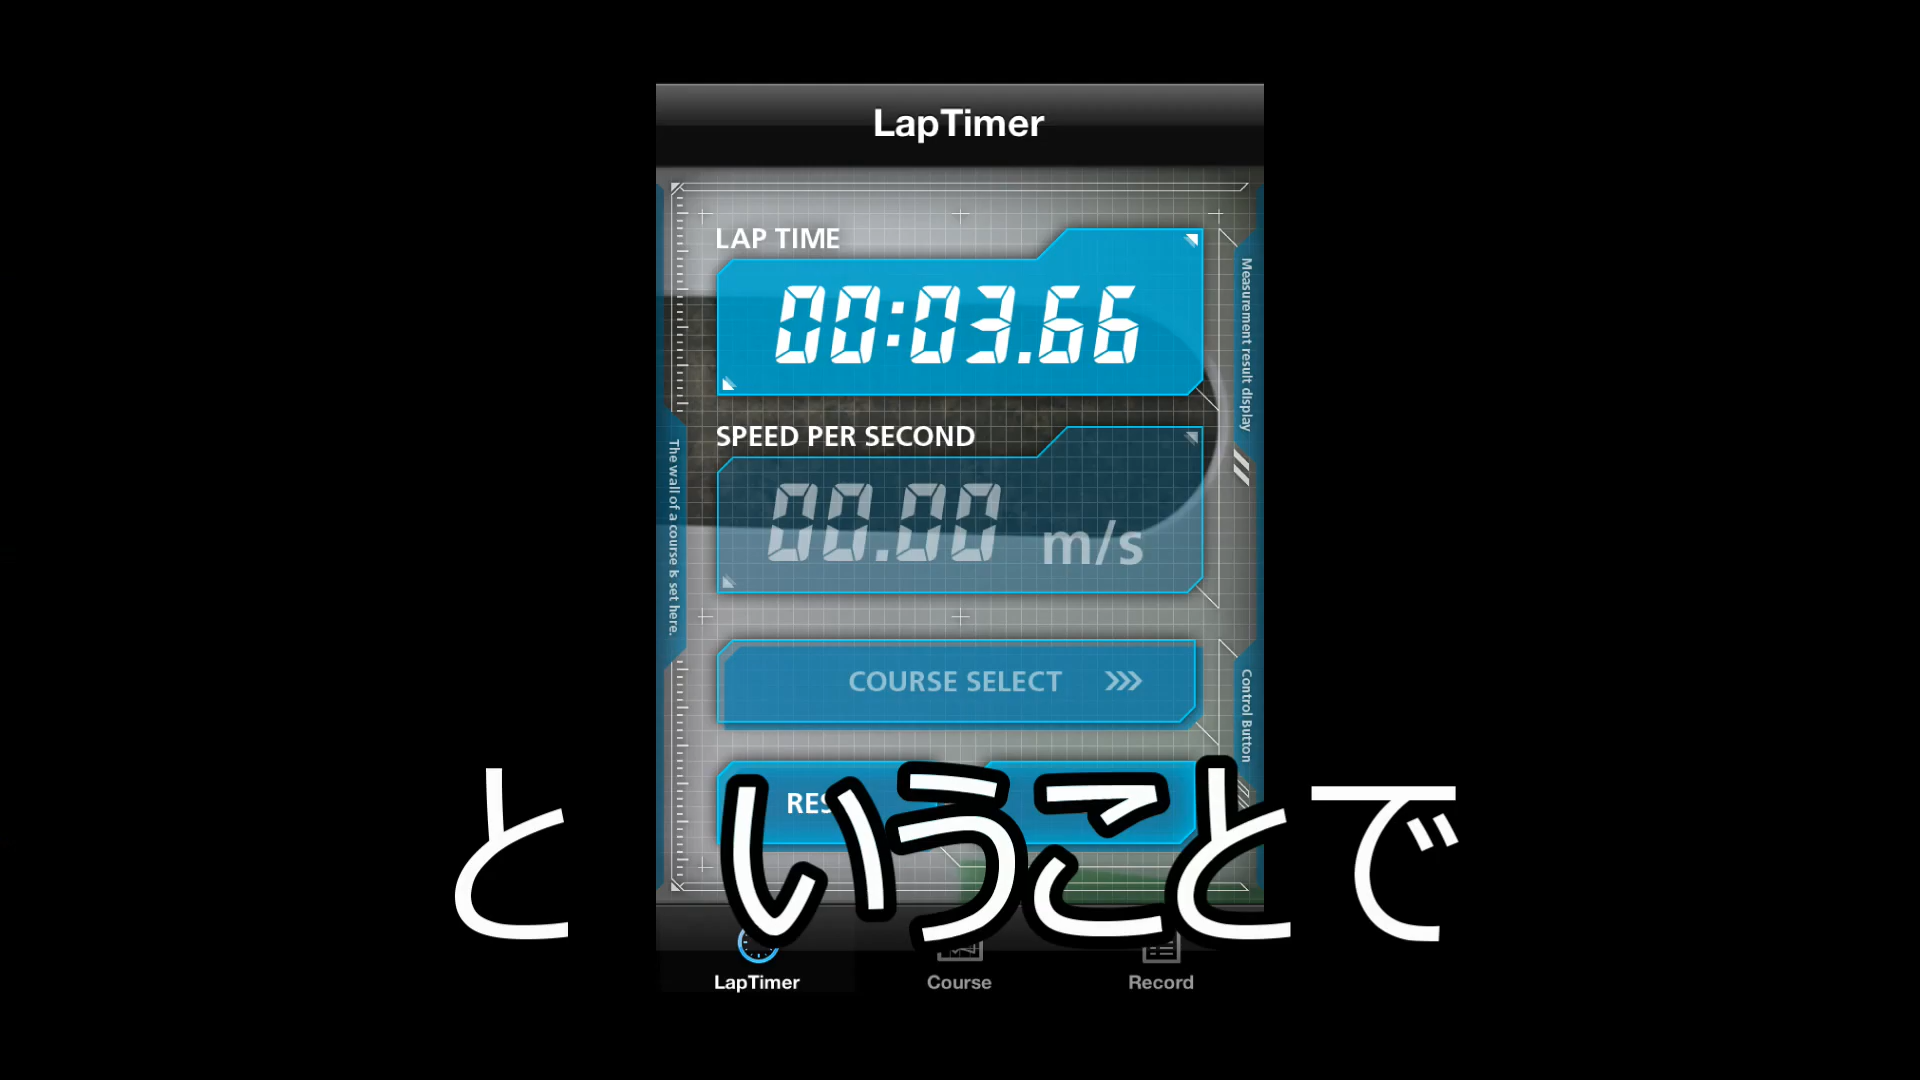 LapTimer
LAP TIME
00:03.66
SPEED PER SECOND
00.00 m/s
Measurement result display
The wall of a course is set here.
COURSE SELECT
Control Button
と いうことで
LapTimer
Course
Record